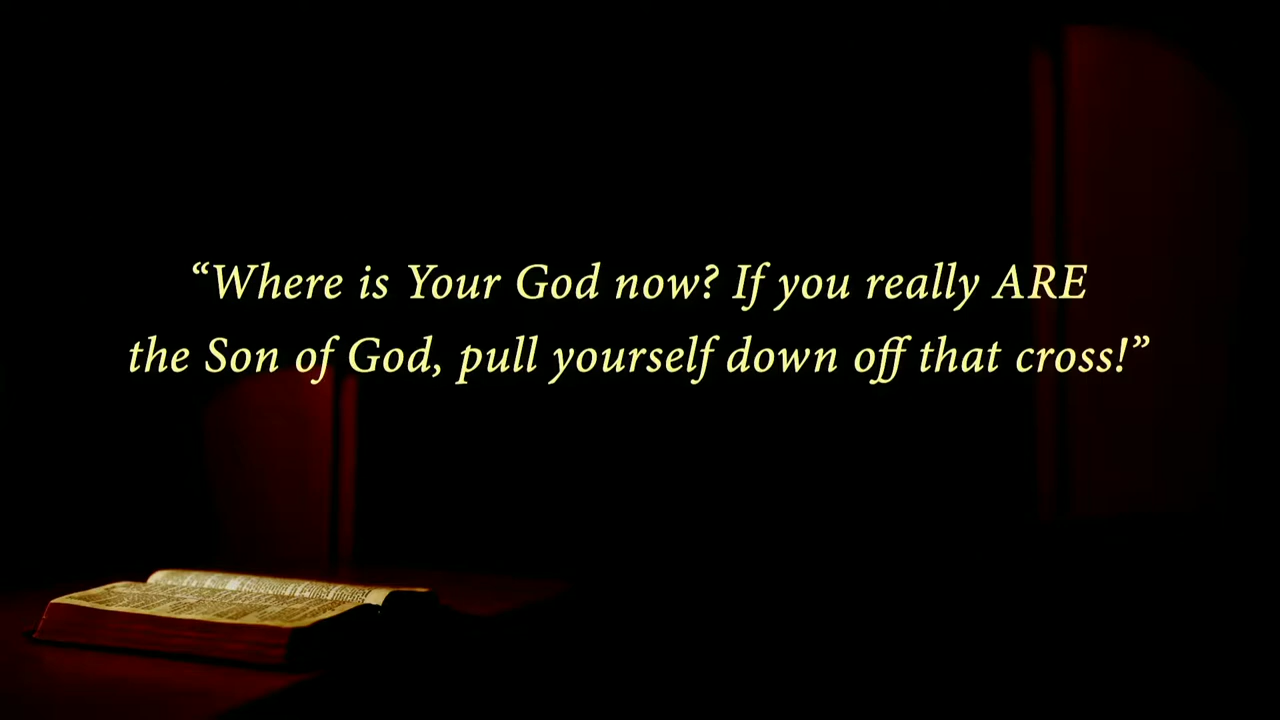 “Where is Your God now? If you really ARE
the Son of God, pull yourself down off that cross!”